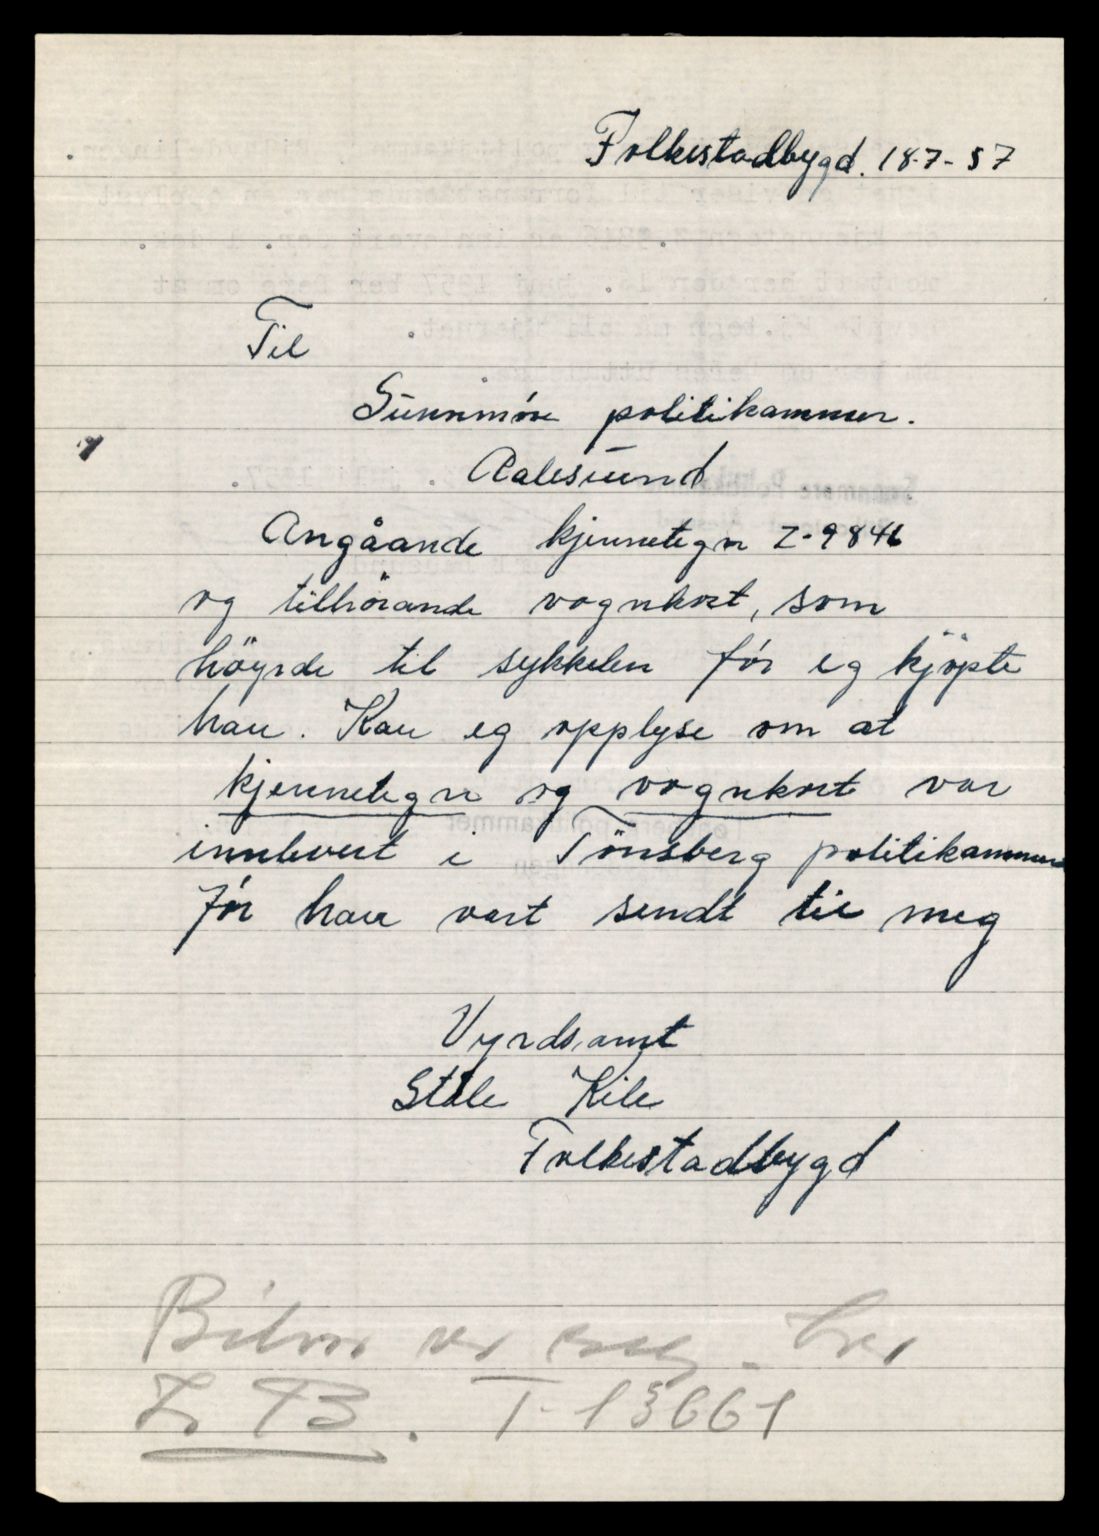 Folkestadbygd. 18-7-57
Til
Sunnmöre politikammer.
Aalesund
Angåande kjennetegn Z-9846
og tilhörande vognkort, som
höyrde til sykkelen för eg kjöpte
han. Kan eg opplyse om at
kjennetegn og vognkort var
innlevert i Tönsberg politikammer
för han vart sendt til meg
Vyrdsamt
Ståle Kile
Folkestadbygd
T-13661